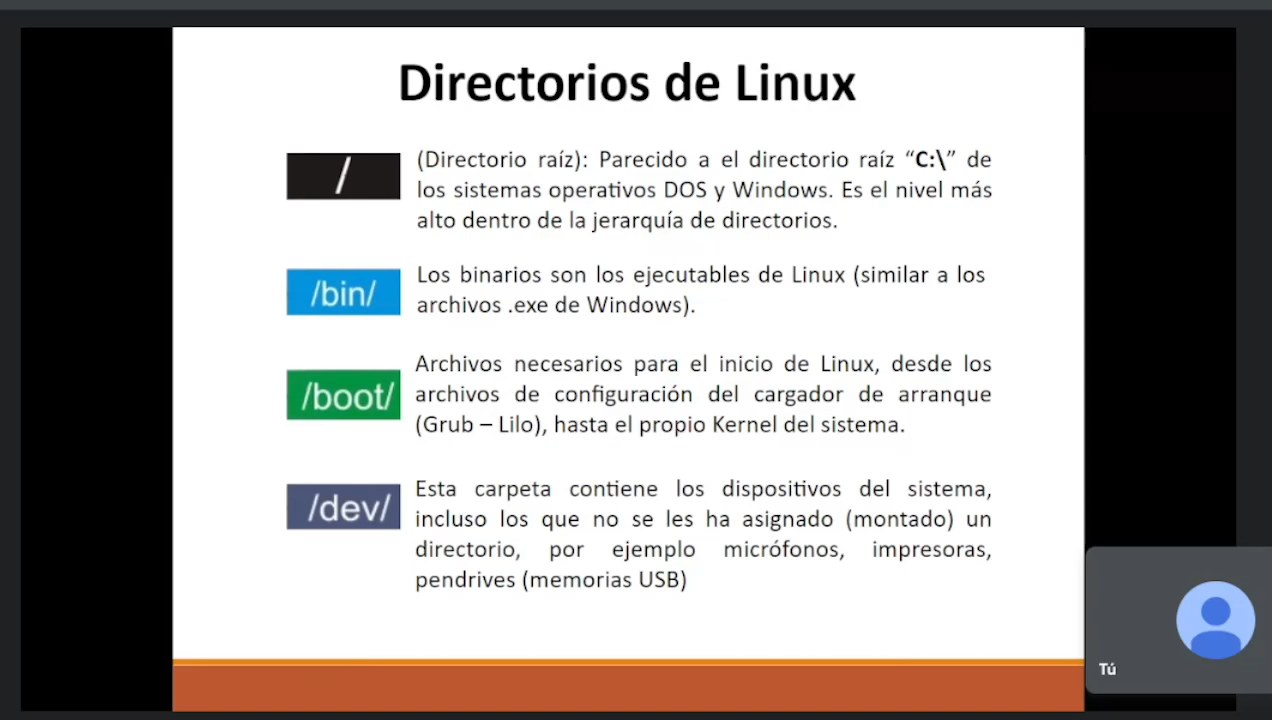 Directorios de Linux
/
(Directorio raíz): Parecido a el directorio raíz “C:\” de
los sistemas operativos DOS y Windows. Es el nivel más
alto dentro de la jerarquía de directorios.
/bin/
Los binarios son los ejecutables de Linux (similar a los
archivos .exe de Windows).
/boot/
Archivos necesarios para el inicio de Linux, desde los
archivos de configuración del cargador de arranque
(Grub – Lilo), hasta el propio Kernel del sistema.
/dev/
Esta carpeta contiene los dispositivos del sistema,
incluso los que no se les ha asignado (montado) un
directorio, por ejemplo micrófonos, impresoras,
pendrives (memorias USB)
Tú